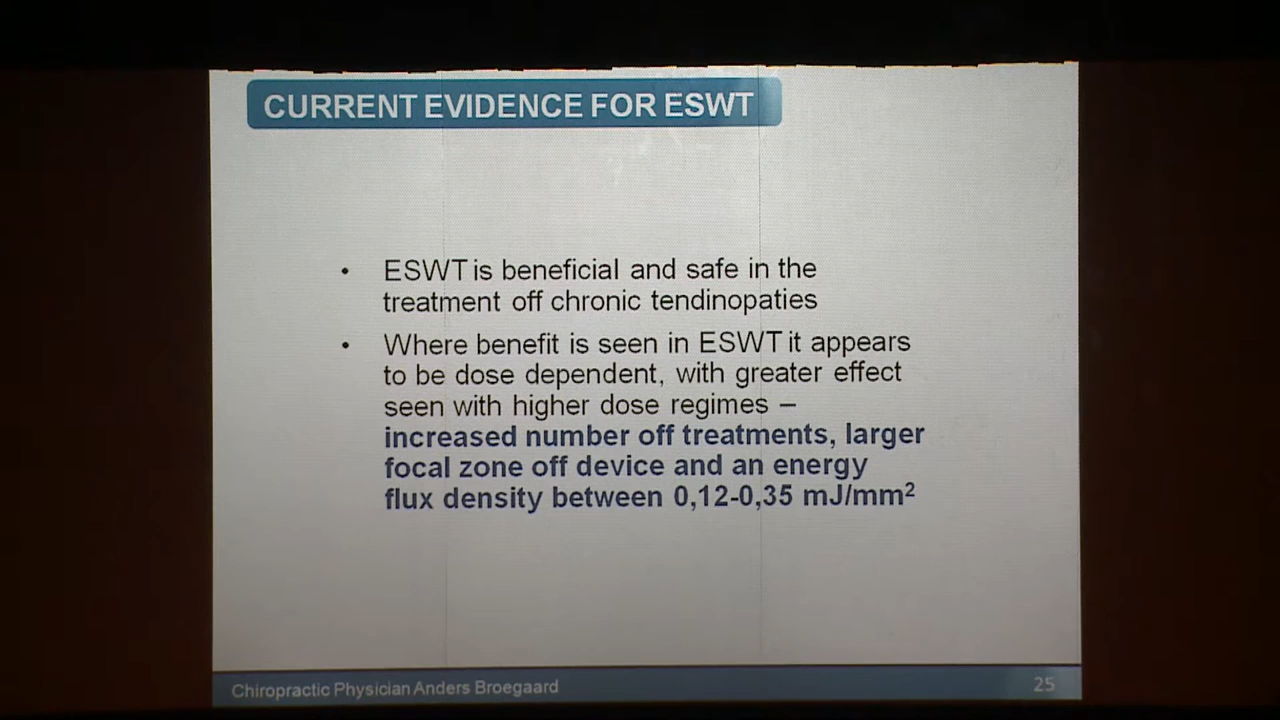 CURRENT EVIDENCE FOR ESWT
• ESWT is beneficial and safe in the
treatment off chronic tendinopaties
• Where benefit is seen in ESWT it appears
to be dose dependent, with greater effect
seen with higher dose regimes –
increased number off treatments, larger
focal zone off device and an energy
flux density between 0,12-0,35 mJ/mm²
Chiropractic Physician Anders Broegaard
25